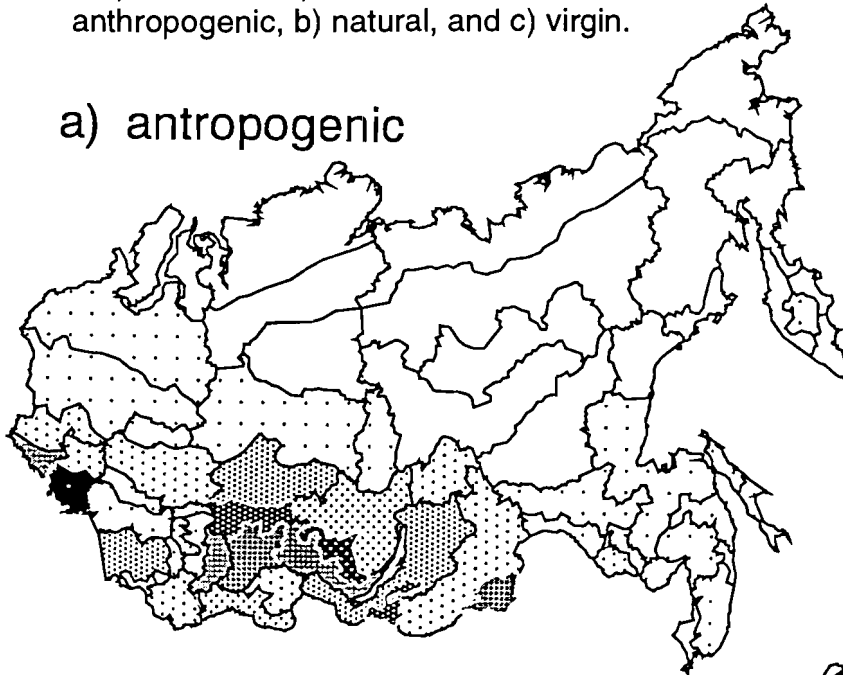 anthropogenic, b) natural, and c) virgin.
a) antropogenic